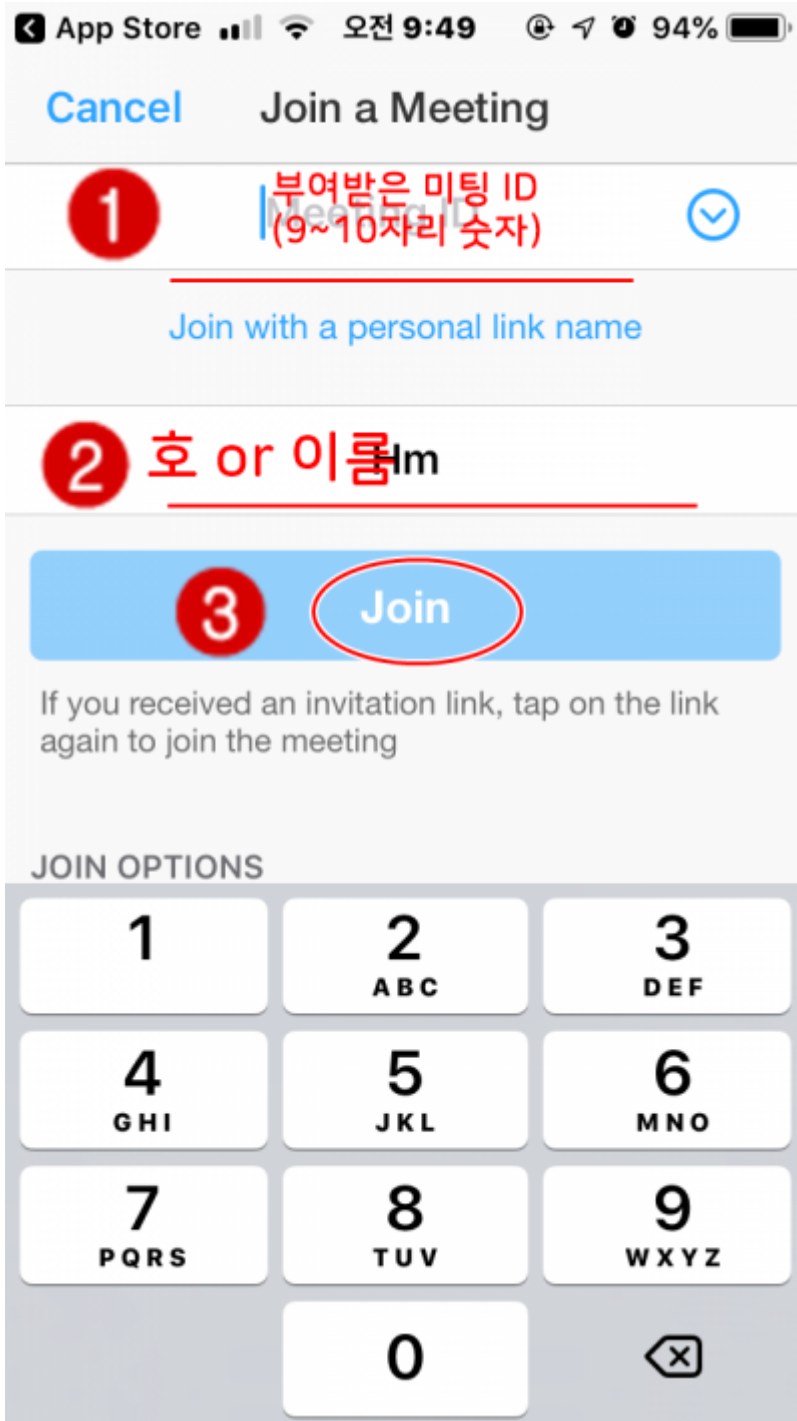 App Store 오전 9:49 94%
Cancel Join a Meeting
1 부여받은 미팅 ID
Meeting ID
(9~10자리 숫자)
Join with a personal link name
2 호 or 이름 Hm
3 Join
If you received an invitation link, tap on the link
again to join the meeting
JOIN OPTIONS
1 2 3
ABC DEF
4 5 6
GHI JKL MNO
7 8 9
PQRS TUV WXYZ
0